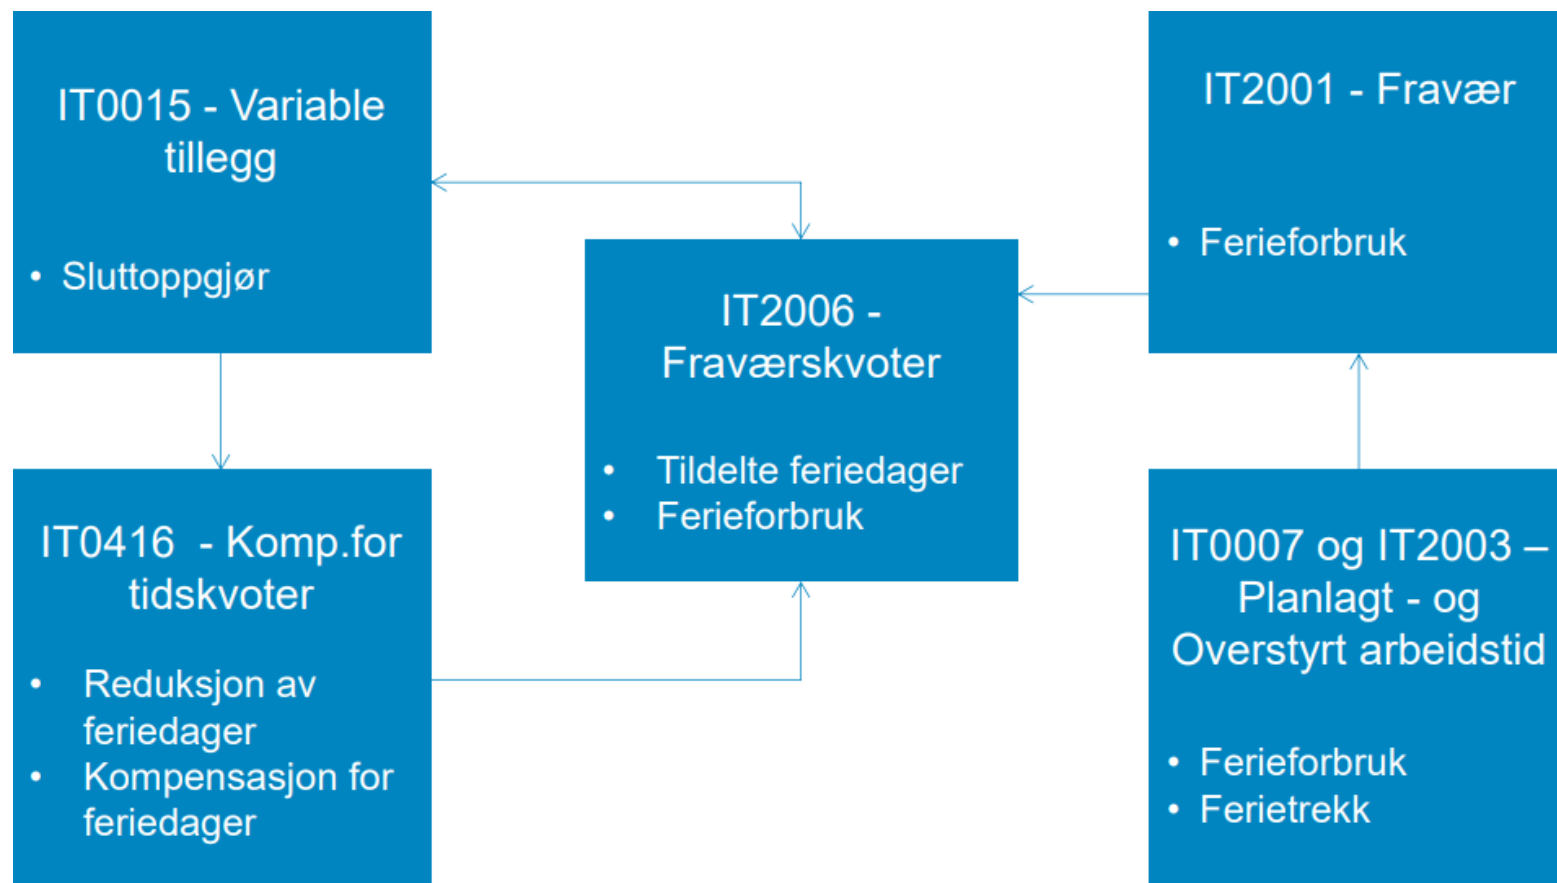 IT0015 - Variable
tillegg
• Sluttoppgjør
IT2001 - Fravær
• Ferieforbruk
IT2006 -
Fraværskvoter
• Tildelte feriedager
• Ferieforbruk
IT0416 - Komp.for
tidskvoter
• Reduksjon av
feriedager
• Kompensasjon for
feriedager
IT0007 og IT2003 –
Planlagt - og
Overstyrt arbeidstid
• Ferieforbruk
• Ferietrekk